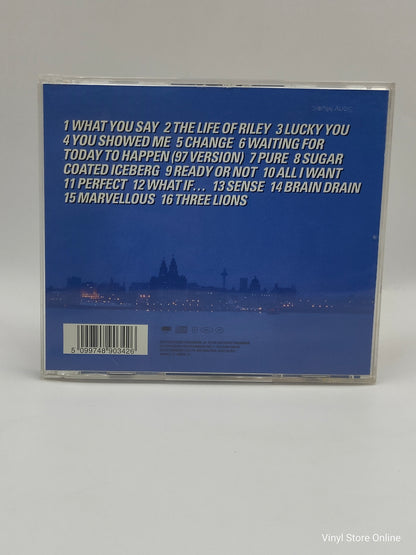 1 WHAT YOU SAY 2 THE LIFE OF RILEY 3 LUCKY YOU
4 YOU SHOWED ME 5 CHANGE 6 WAITING FOR
TODAY TO HAPPEN (97 VERSION) 7 PURE 8 SUGAR
COATED ICEBERG 9 READY OR NOT 10 ALL I WANT
11 PERFECT 12 WHAT IF... 13 SENSE 14 BRAIN DRAIN
15 MARVELLOUS 16 THREE LIONS
5 099748 903426
Vinyl Store Online